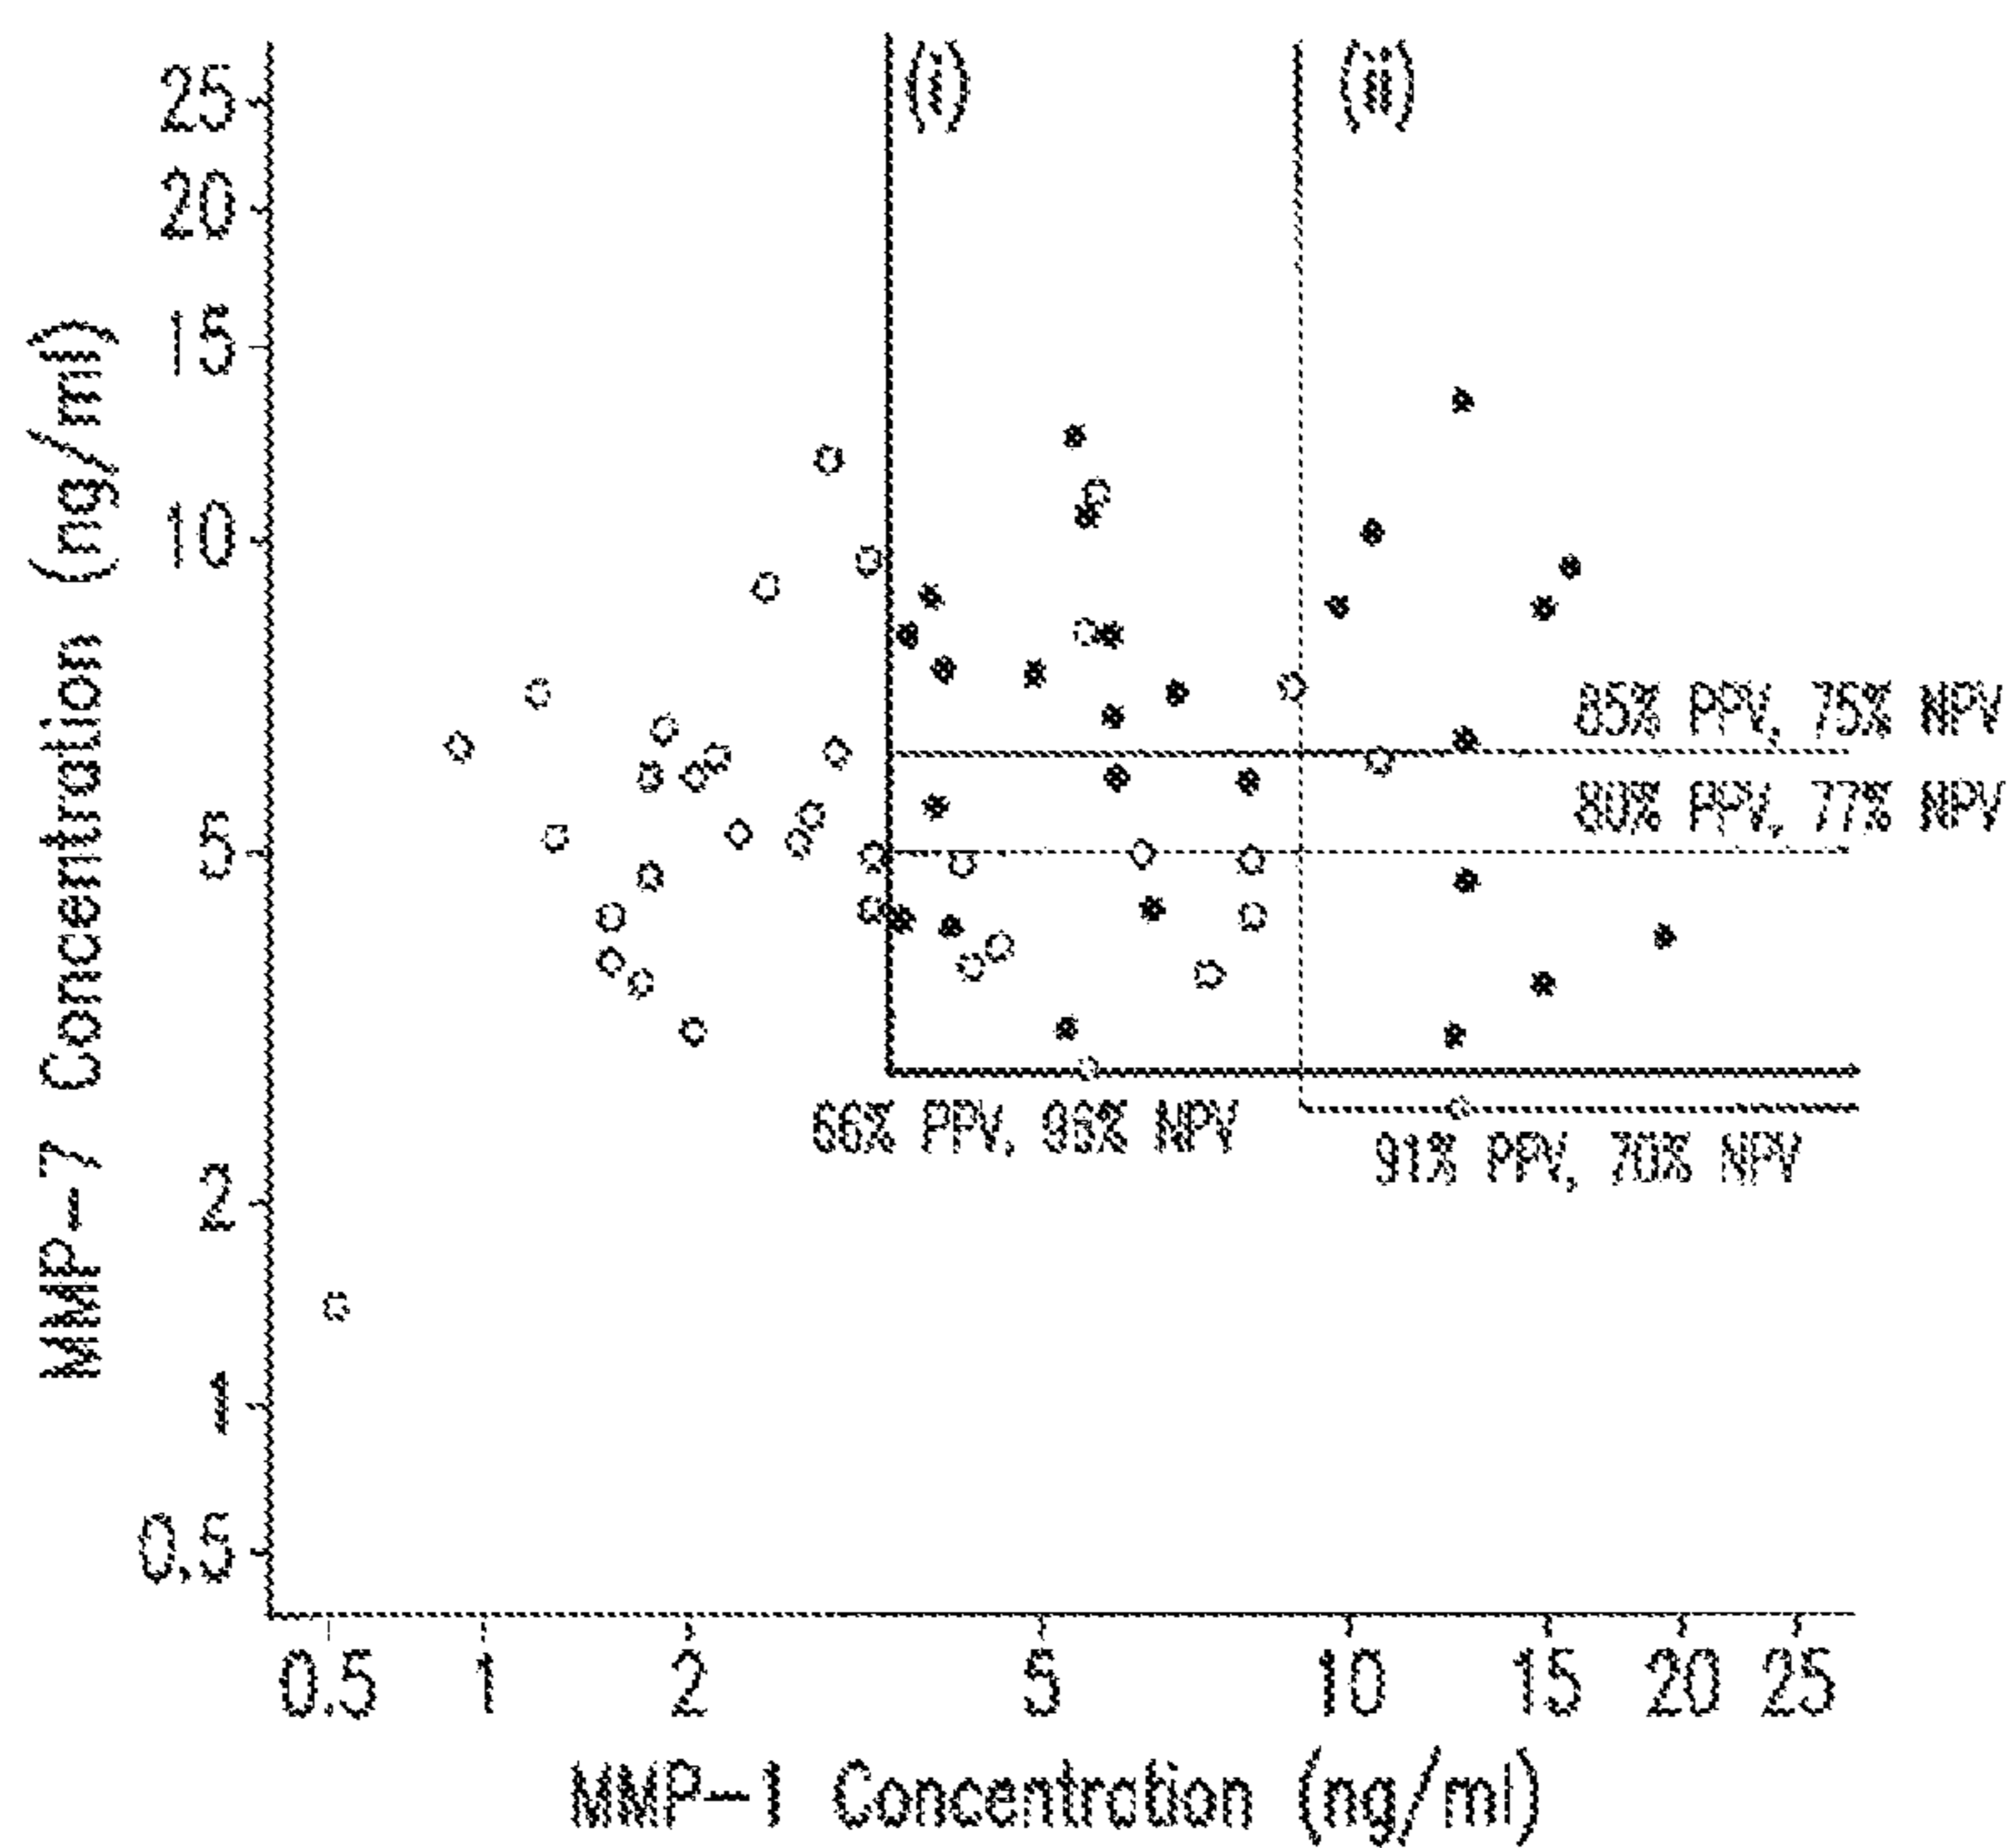 (i)
(ii)
25
20
15
10
5
2
1
0.5
MMP-7 Concentration (ng/ml)
85% PPV, 75% NPV
80% PPV, 77% NPV
66% PPV, 96% NPV
91% PPV, 70% NPV
0.5 1 2 5 10 15 20 25
MMP-1 Concentration (ng/ml)